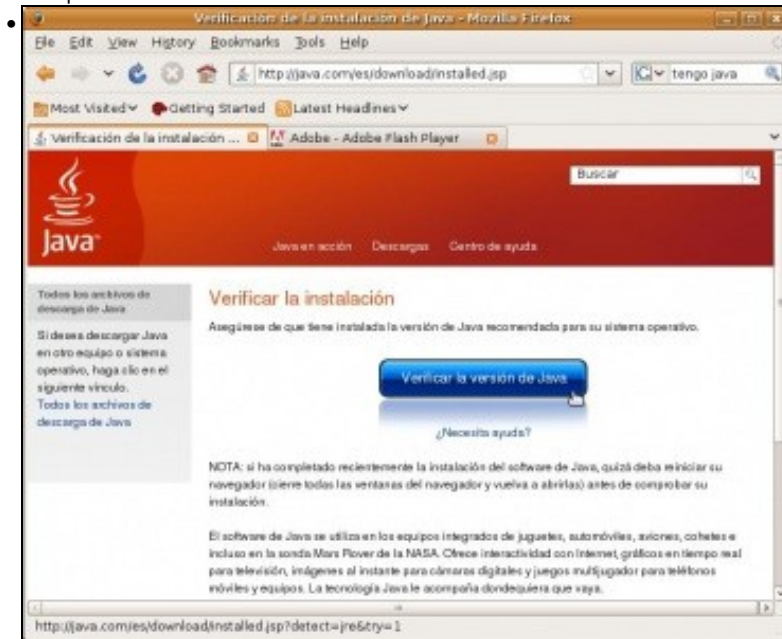 Verificación de la instalación de Java - Mozilla Firefox
File Edit View History Bookmarks Tools Help
http://java.com/es/download/installed.jsp
tengo java
Most Visited Getting Started Latest Headlines
Verificación de la instalación ... Adobe - Adobe Flash Player
Buscar
Java
Java en acción Descargas Centro de ayuda
Todos los archivos de
descarga de Java
Si desea descargar Java
en otro equipo o sistema
operativo, haga clic en el
siguiente vínculo.
Todos los archivos de
descarga de Java
Verificar la instalación
Asegúrese de que tiene instalada la versión de Java recomendada para su sistema operativo.
Verificar la versión de Java
¿Necesita ayuda?
NOTA: si ha completado recientemente la instalación del software de Java, quizá deba reiniciar su
navegador (cierre todas las ventanas del navegador y vuelva a abrirlas) antes de comprobar su
instalación.
El software de Java se utiliza en los equipos integrados de juguetes, automóviles, aviones, cohetes e
incluso en la sonda Mars Rover de la NASA. Ofrece interactividad con Internet, gráficos en tiempo real
para televisión, imágenes al instante para cámaras digitales y juegos multijugador para teléfonos
móviles y equipos. La tecnología Java le acompaña dondequiera que vaya.
http://java.com/es/download/installed.jsp?detect=jre&try=1